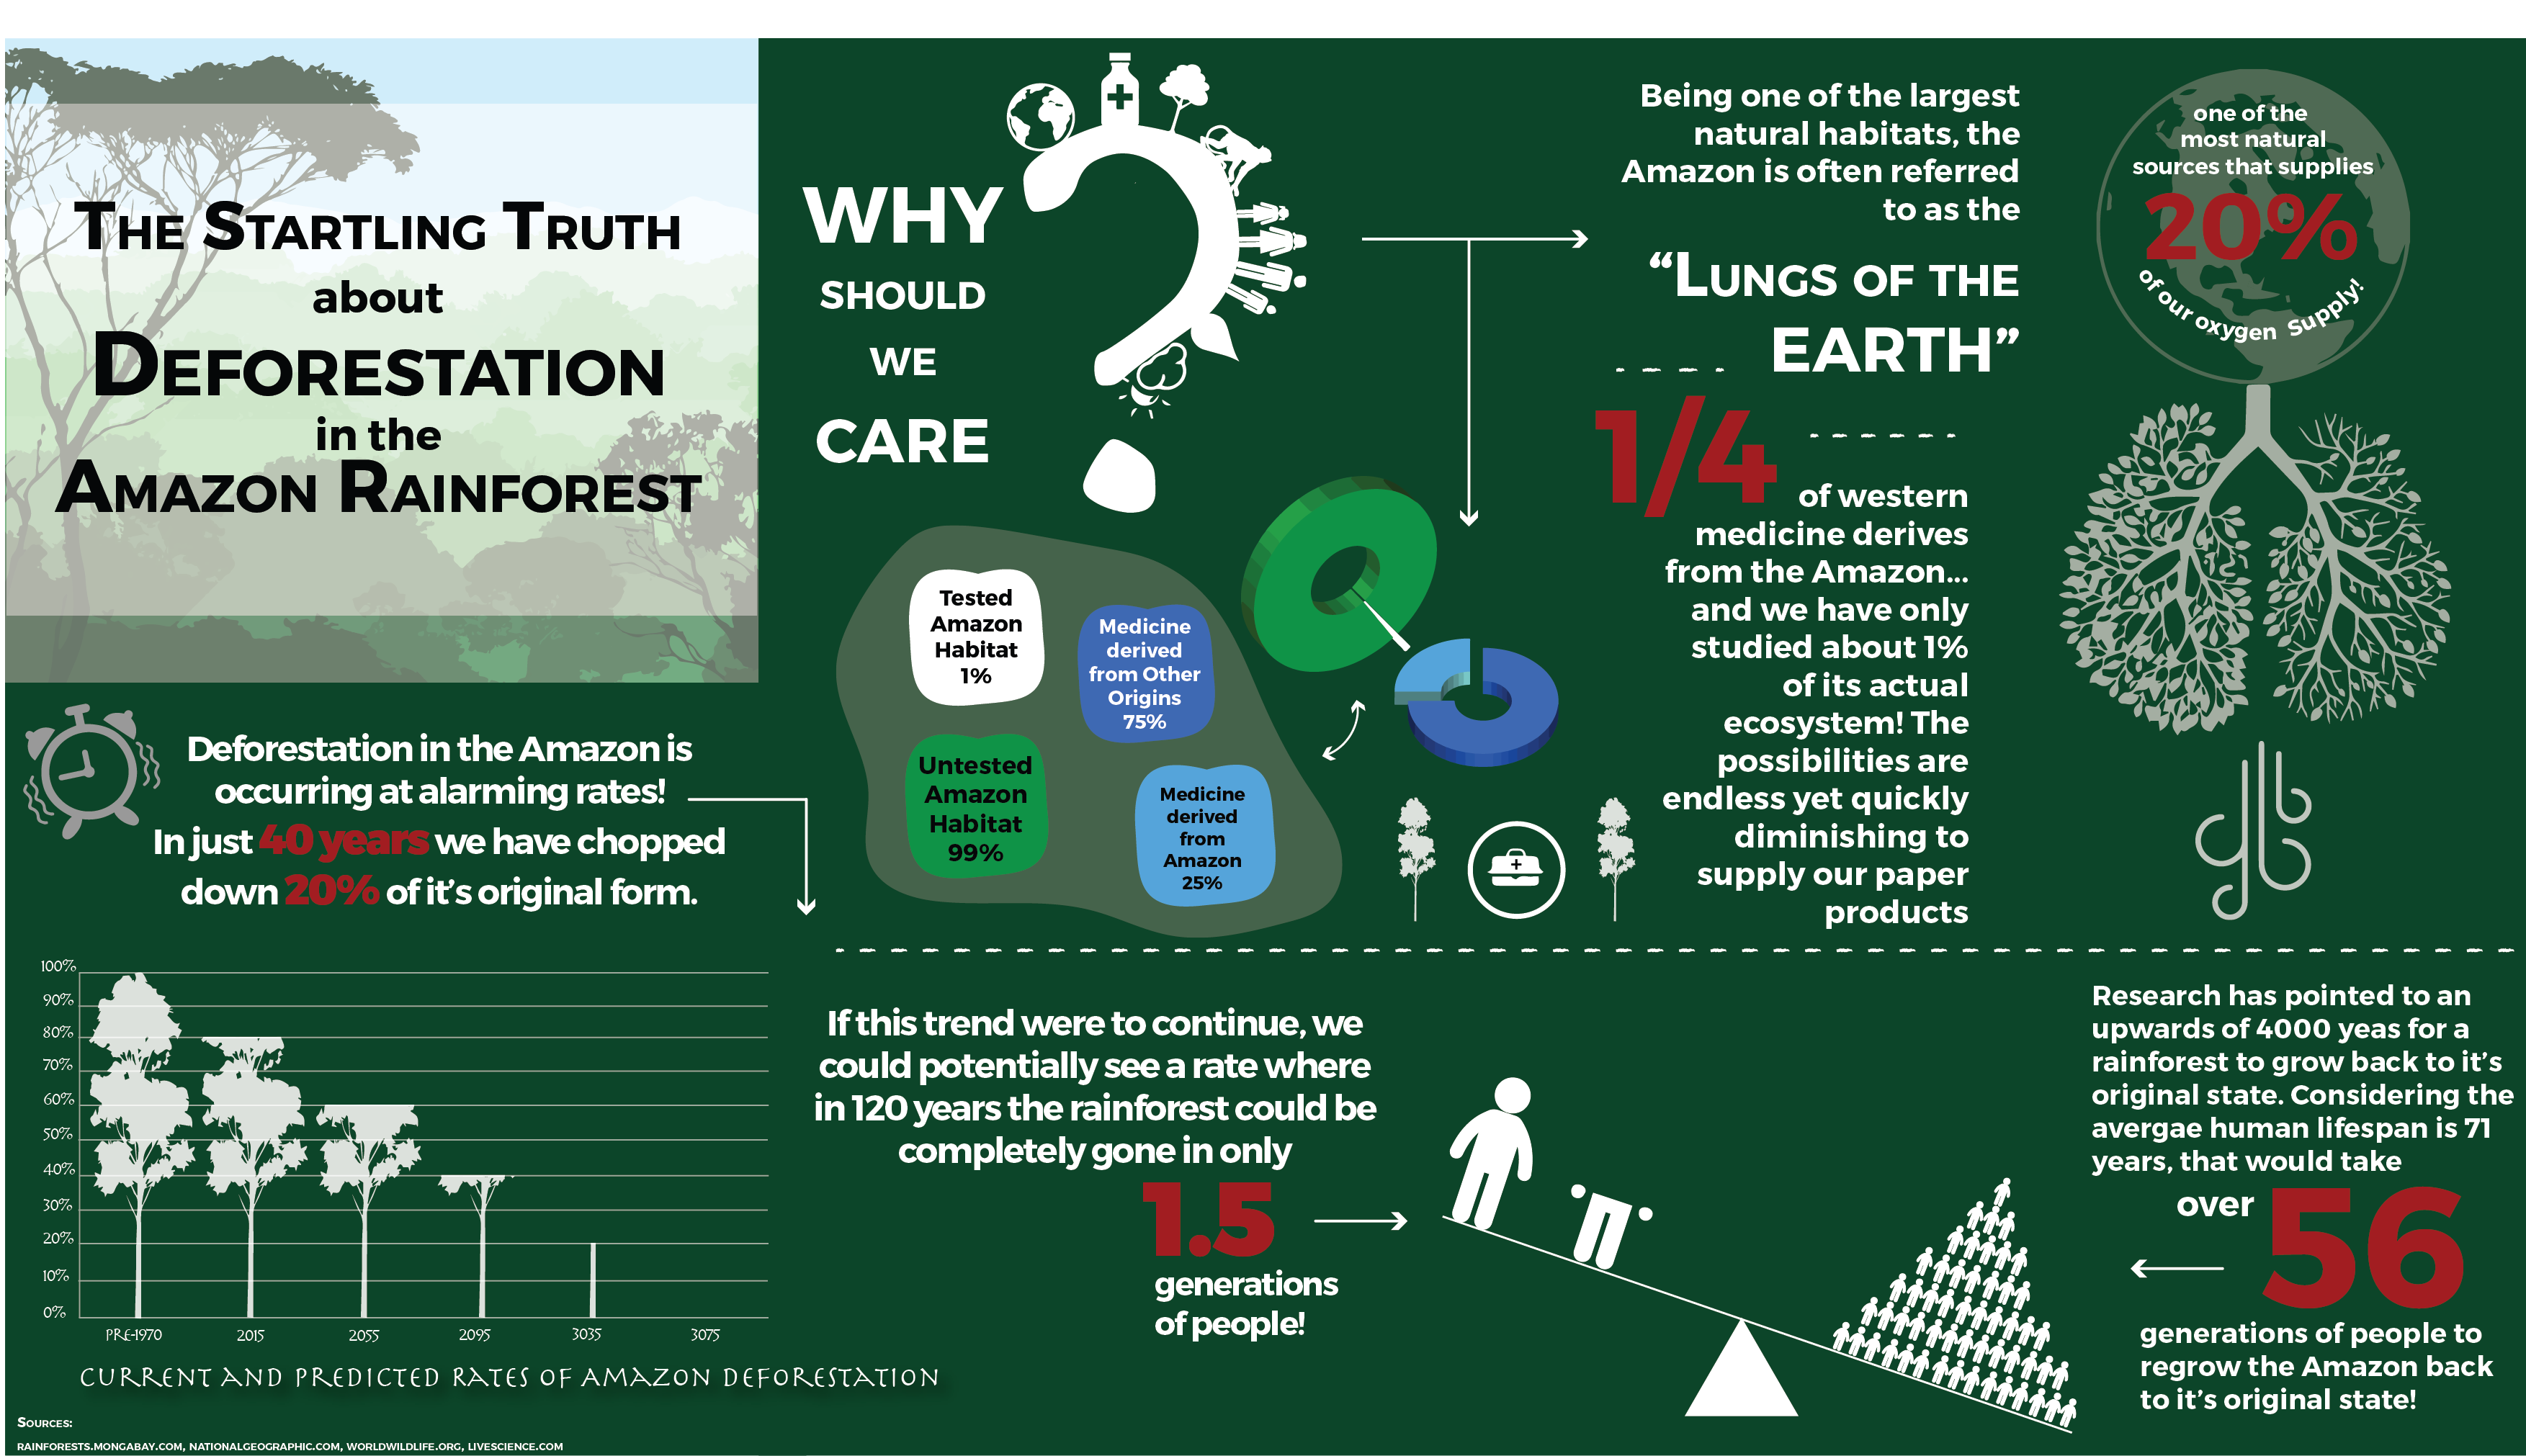 The Startling Truth
about
Deforestation
in the
Amazon Rainforest
Deforestation in the Amazon is
occurring at alarming rates!
In just 40 years we have chopped
down 20% of it's original form.
100%
90%
80%
70%
60%
50%
40%
30%
20%
10%
0%
PRE-1970
2015
2055
2095
3035
3075
CURRENT AND PREDICTED RATES OF AMAZON DEFORESTATION
Sources:
RAINFORESTS.MONGABAY.COM, NATIONALGEOGRAPHIC.COM, WORLDWILDLIFE.ORG, LIVESCIENCE.COM
WHY
SHOULD
WE
CARE
Being one of the largest
natural habitats, the
Amazon is often referred
to as the
“Lungs of the
Earth”
one of the
most natural
sources that supplies
20%
of our oxygen Supply!
Tested
Amazon
Habitat
1%
Medicine
derived
from Other
Origins
75%
Untested
Amazon
Habitat
99%
Medicine
derived
from
Amazon
25%
1/4
of western
medicine derives
from the Amazon...
and we have only
studied about 1%
of its actual
ecosystem! The
possibilities are
endless yet quickly
diminishing to
supply our paper
products
If this trend were to continue, we
could potentially see a rate where
in 120 years the rainforest could be
completely gone in only
1.5
generations
of people!
Research has pointed to an
upwards of 4000 yeas for a
rainforest to grow back to it's
original state. Considering the
avergae human lifespan is 71
years, that would take
over 56
generations of people to
regrow the Amazon back
to it's original state!